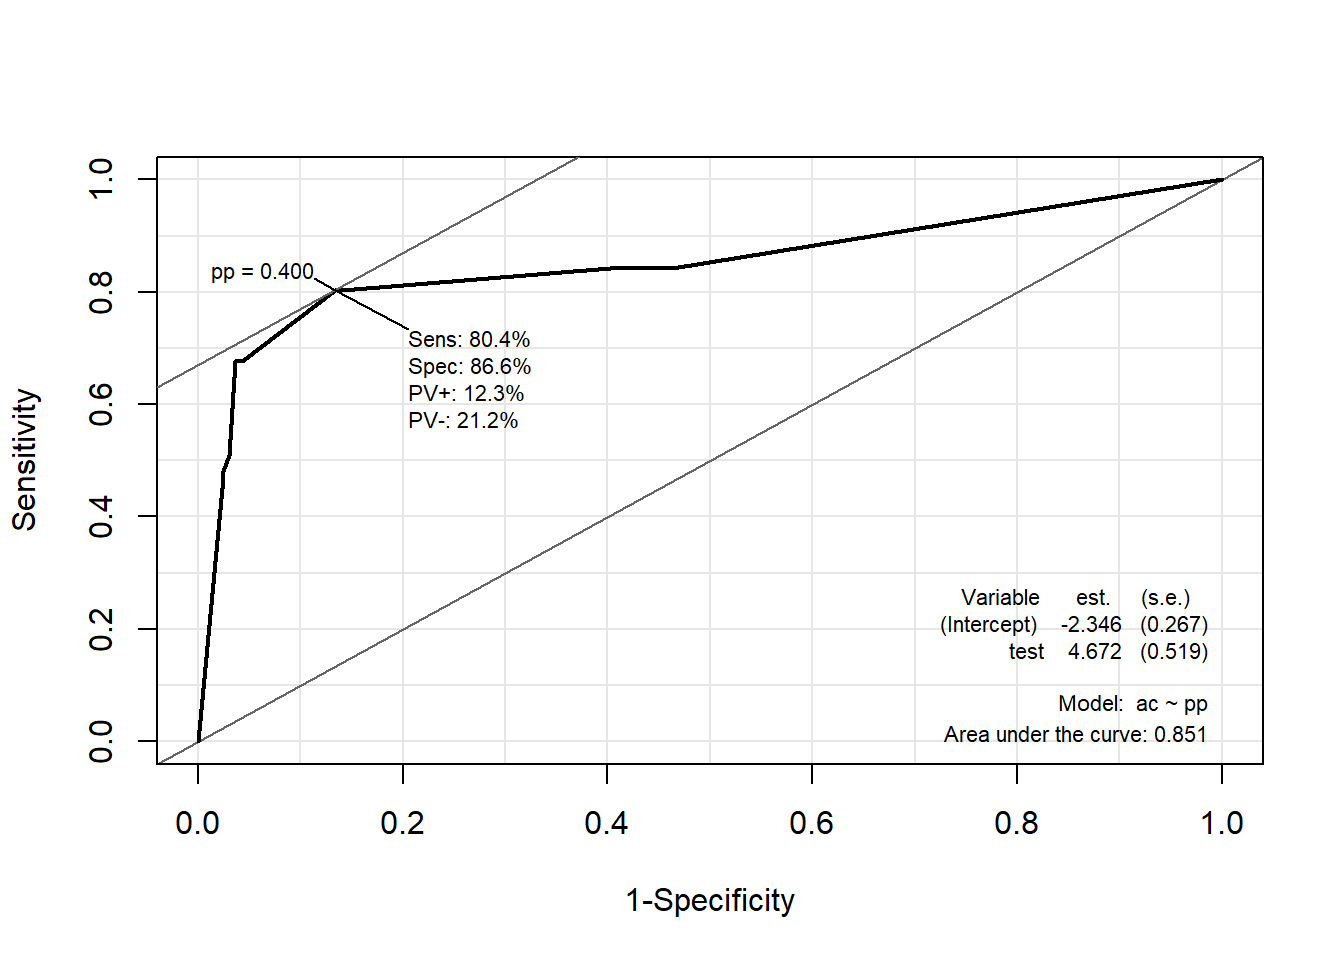 1.0
0.8
0.6
0.4
0.2
0.0
Sensitivity
pp = 0.400
Sens: 80.4%
Spec: 86.6%
PV+: 12.3%
PV-: 21.2%
Variable est. (s.e.)
(Intercept) -2.346 (0.267)
test 4.672 (0.519)
Model: ac ~ pp
Area under the curve: 0.851
0.0 0.2 0.4 0.6 0.8 1.0
1-Specificity